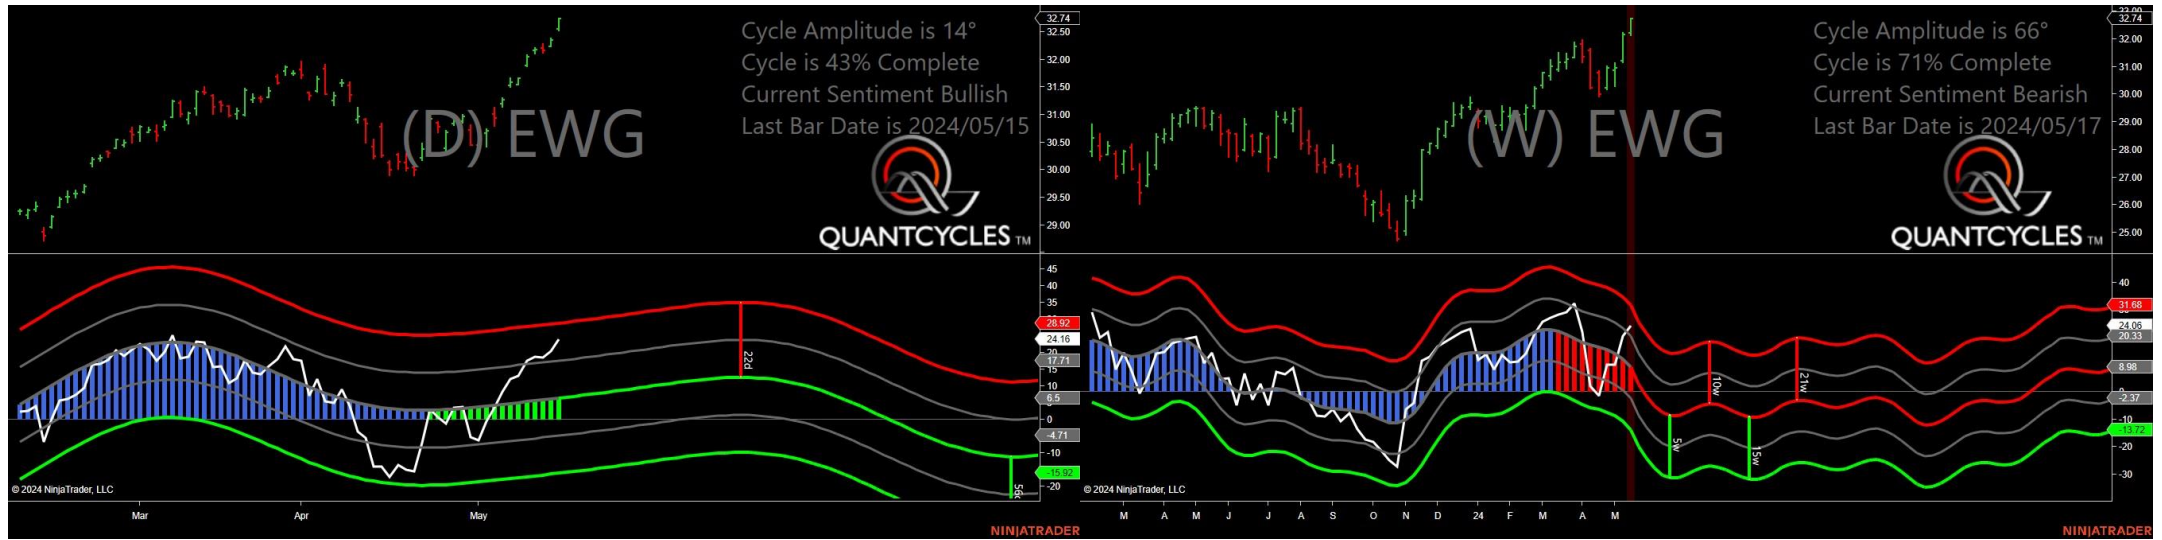 Cycle Amplitude is 14°
Cycle is 43% Complete
Current Sentiment Bullish
Last Bar Date is 2024/05/15
(D) EWG
QUANTCYCLES TM
32.74
32.50
32.00
31.50
31.00
30.50
30.00
29.50
29.00
45
40
35
28.92
24.16
20
17.71
15
10
6.5
0
-4.71
-10
-15.92
-20
22d
© 2024 NinjaTrader, LLC
Mar
Apr
May
NINJATRADER
Cycle Amplitude is 66°
Cycle is 71% Complete
Current Sentiment Bearish
Last Bar Date is 2024/05/17
(W) EWG
QUANTCYCLES TM
33.00
32.74
32.00
31.00
30.00
29.00
28.00
27.00
26.00
25.00
40
31.68
24.06
20.33
8.98
0
-2.37
-10
-13.72
-20
-30
5w
10w
15w
21w
© 2024 NinjaTrader, LLC
M A M J J A S O N D 24 F M A M
NINJATRADER